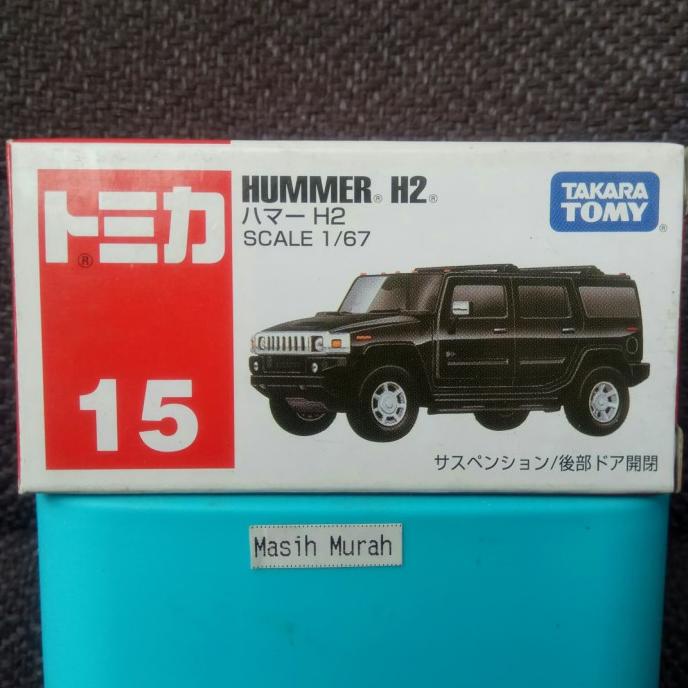 トミカ®
15
HUMMER® H2®
ハマー H2
SCALE 1/67
TAKARA
TOMY®
サスペンション/後部ドア開閉
Masih Murah